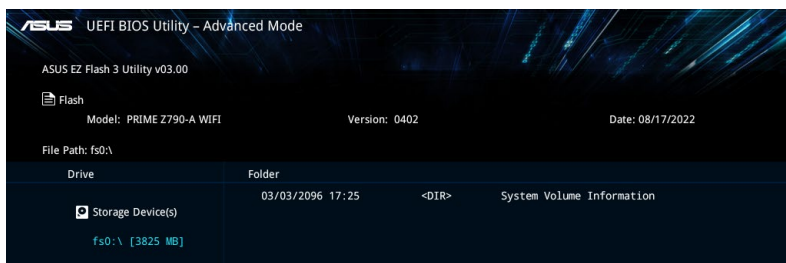 ASUS UEFI BIOS Utility – Advanced Mode
ASUS EZ Flash 3 Utility v03.00
Flash
Model: PRIME Z790-A WIFI Version: 0402 Date: 08/17/2022
File Path: fs0:\
Drive Folder
03/03/2096 17:25 <DIR> System Volume Information
Storage Device(s)
fs0:\ [3825 MB]